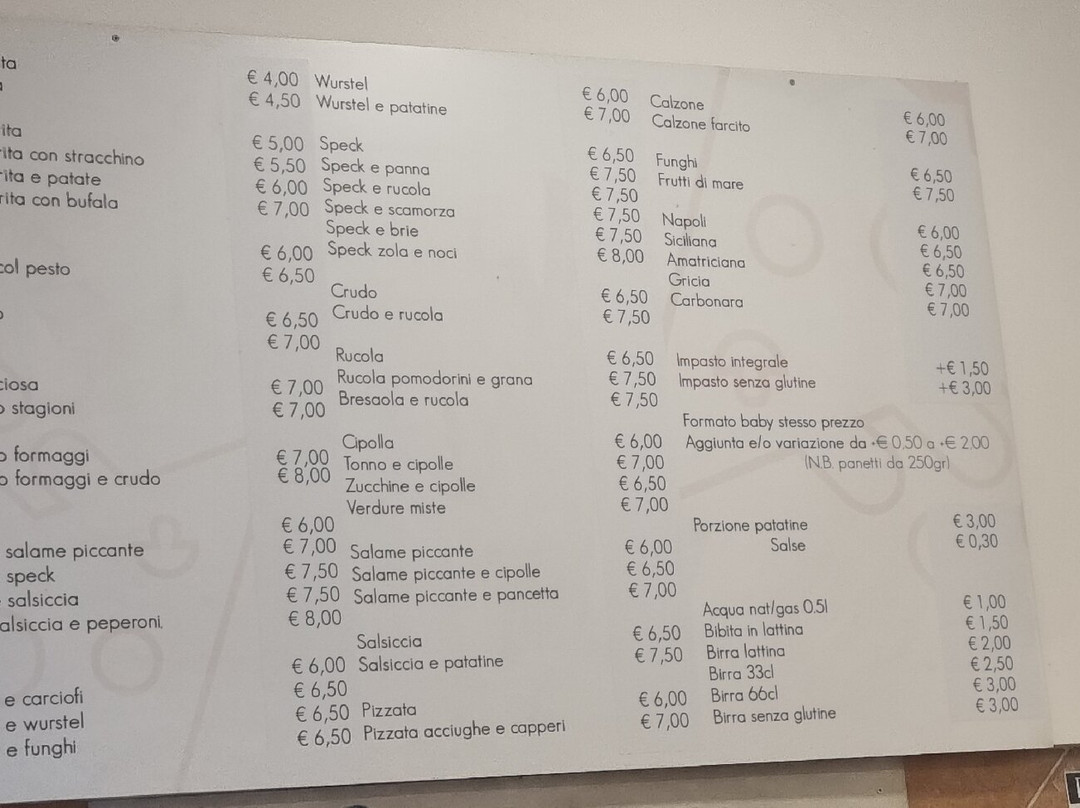 ta € 4,00
€ 4,50
ita € 5,00
rita con stracchino € 5,50
rita e patate € 6,00
rita con bufala € 7,00
€ 6,00
col pesto € 6,50
o € 6,50
€ 7,00
ciosa € 7,00
o stagioni € 7,00
o formaggi € 7,00
o formaggi e crudo € 8,00
€ 6,00
salame piccante € 7,00
speck € 7,50
salsiccia € 7,50
alsiccia e peperoni. € 8,00
€ 6,00
e carciofi € 6,50
e wurstel € 6,50
e funghi € 6,50
Wurstel € 6,00
Wurstel e patatine € 7,00
Speck € 6,50
Speck e panna € 7,50
Speck e rucola € 7,50
Speck e scamorza € 7,50
Speck e brie € 7,50
Speck zola e noci € 8,00
Crudo € 6,50
Crudo e rucola € 7,50
Rucola € 6,50
Rucola pomodorini e grana € 7,50
Bresaola e rucola € 7,50
Cipolla € 6,00
Tonno e cipolle € 7,00
Zucchine e cipolle € 6,50
Verdure miste € 7,00
Salame piccante € 6,00
Salame piccante e cipolle € 6,50
Salame piccante e pancetta € 7,00
Salsiccia € 6,50
Salsiccia e patatine € 7,50
Pizzata € 6,00
Pizzata acciughe e capperi € 7,00
Calzone € 6,00
Calzone farcito € 7,00
Funghi € 6,50
Frutti di mare € 7,50
Napoli € 6,00
Siciliana € 6,50
Amatriciana € 6,50
Gricia € 7,00
Carbonara € 7,00
Impasto integrale +€ 1,50
Impasto senza glutine +€ 3,00
Formato baby stesso prezzo
Aggiunta e/o variazione da +€ 0.50 a +€ 2.00
(N.B. panetti da 250gr)
Porzione patatine € 3,00
Salse € 0,30
Acqua nat/gas 0.5l € 1,00
Bibita in lattina € 1,50
Birra lattina € 2,00
Birra 33cl € 2,50
Birra 66cl € 3,00
Birra senza glutine € 3,00